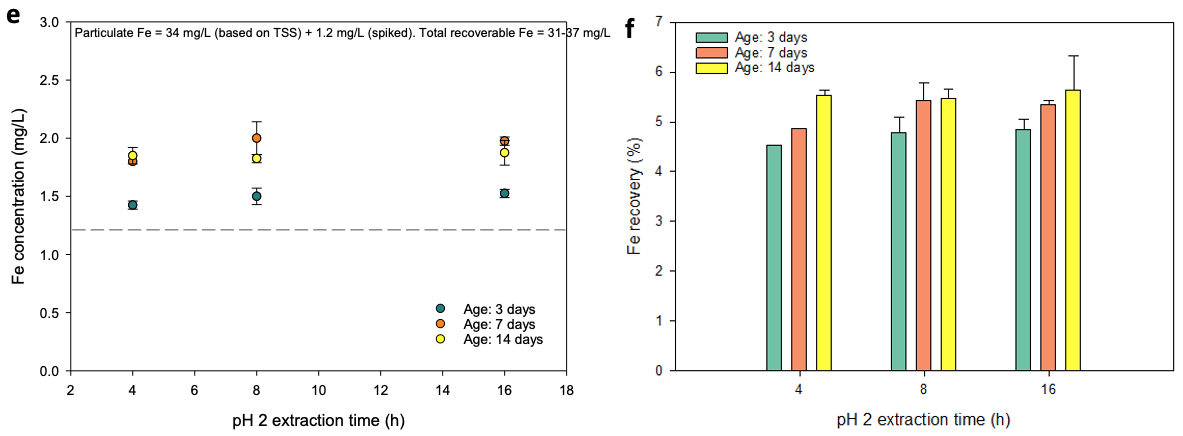 e
3.0
Particulate Fe = 34 mg/L (based on TSS) + 1.2 mg/L (spiked). Total recoverable Fe = 31-37 mg/L
2.5
2.0
1.5
1.0
0.5
0.0
Fe concentration (mg/L)
Age: 3 days
Age: 7 days
Age: 14 days
2 4 6 8 10 12 14 16 18
pH 2 extraction time (h)
f
7
6
5
4
3
2
1
0
Fe recovery (%)
Age: 3 days
Age: 7 days
Age: 14 days
4 8 16
pH 2 extraction time (h)